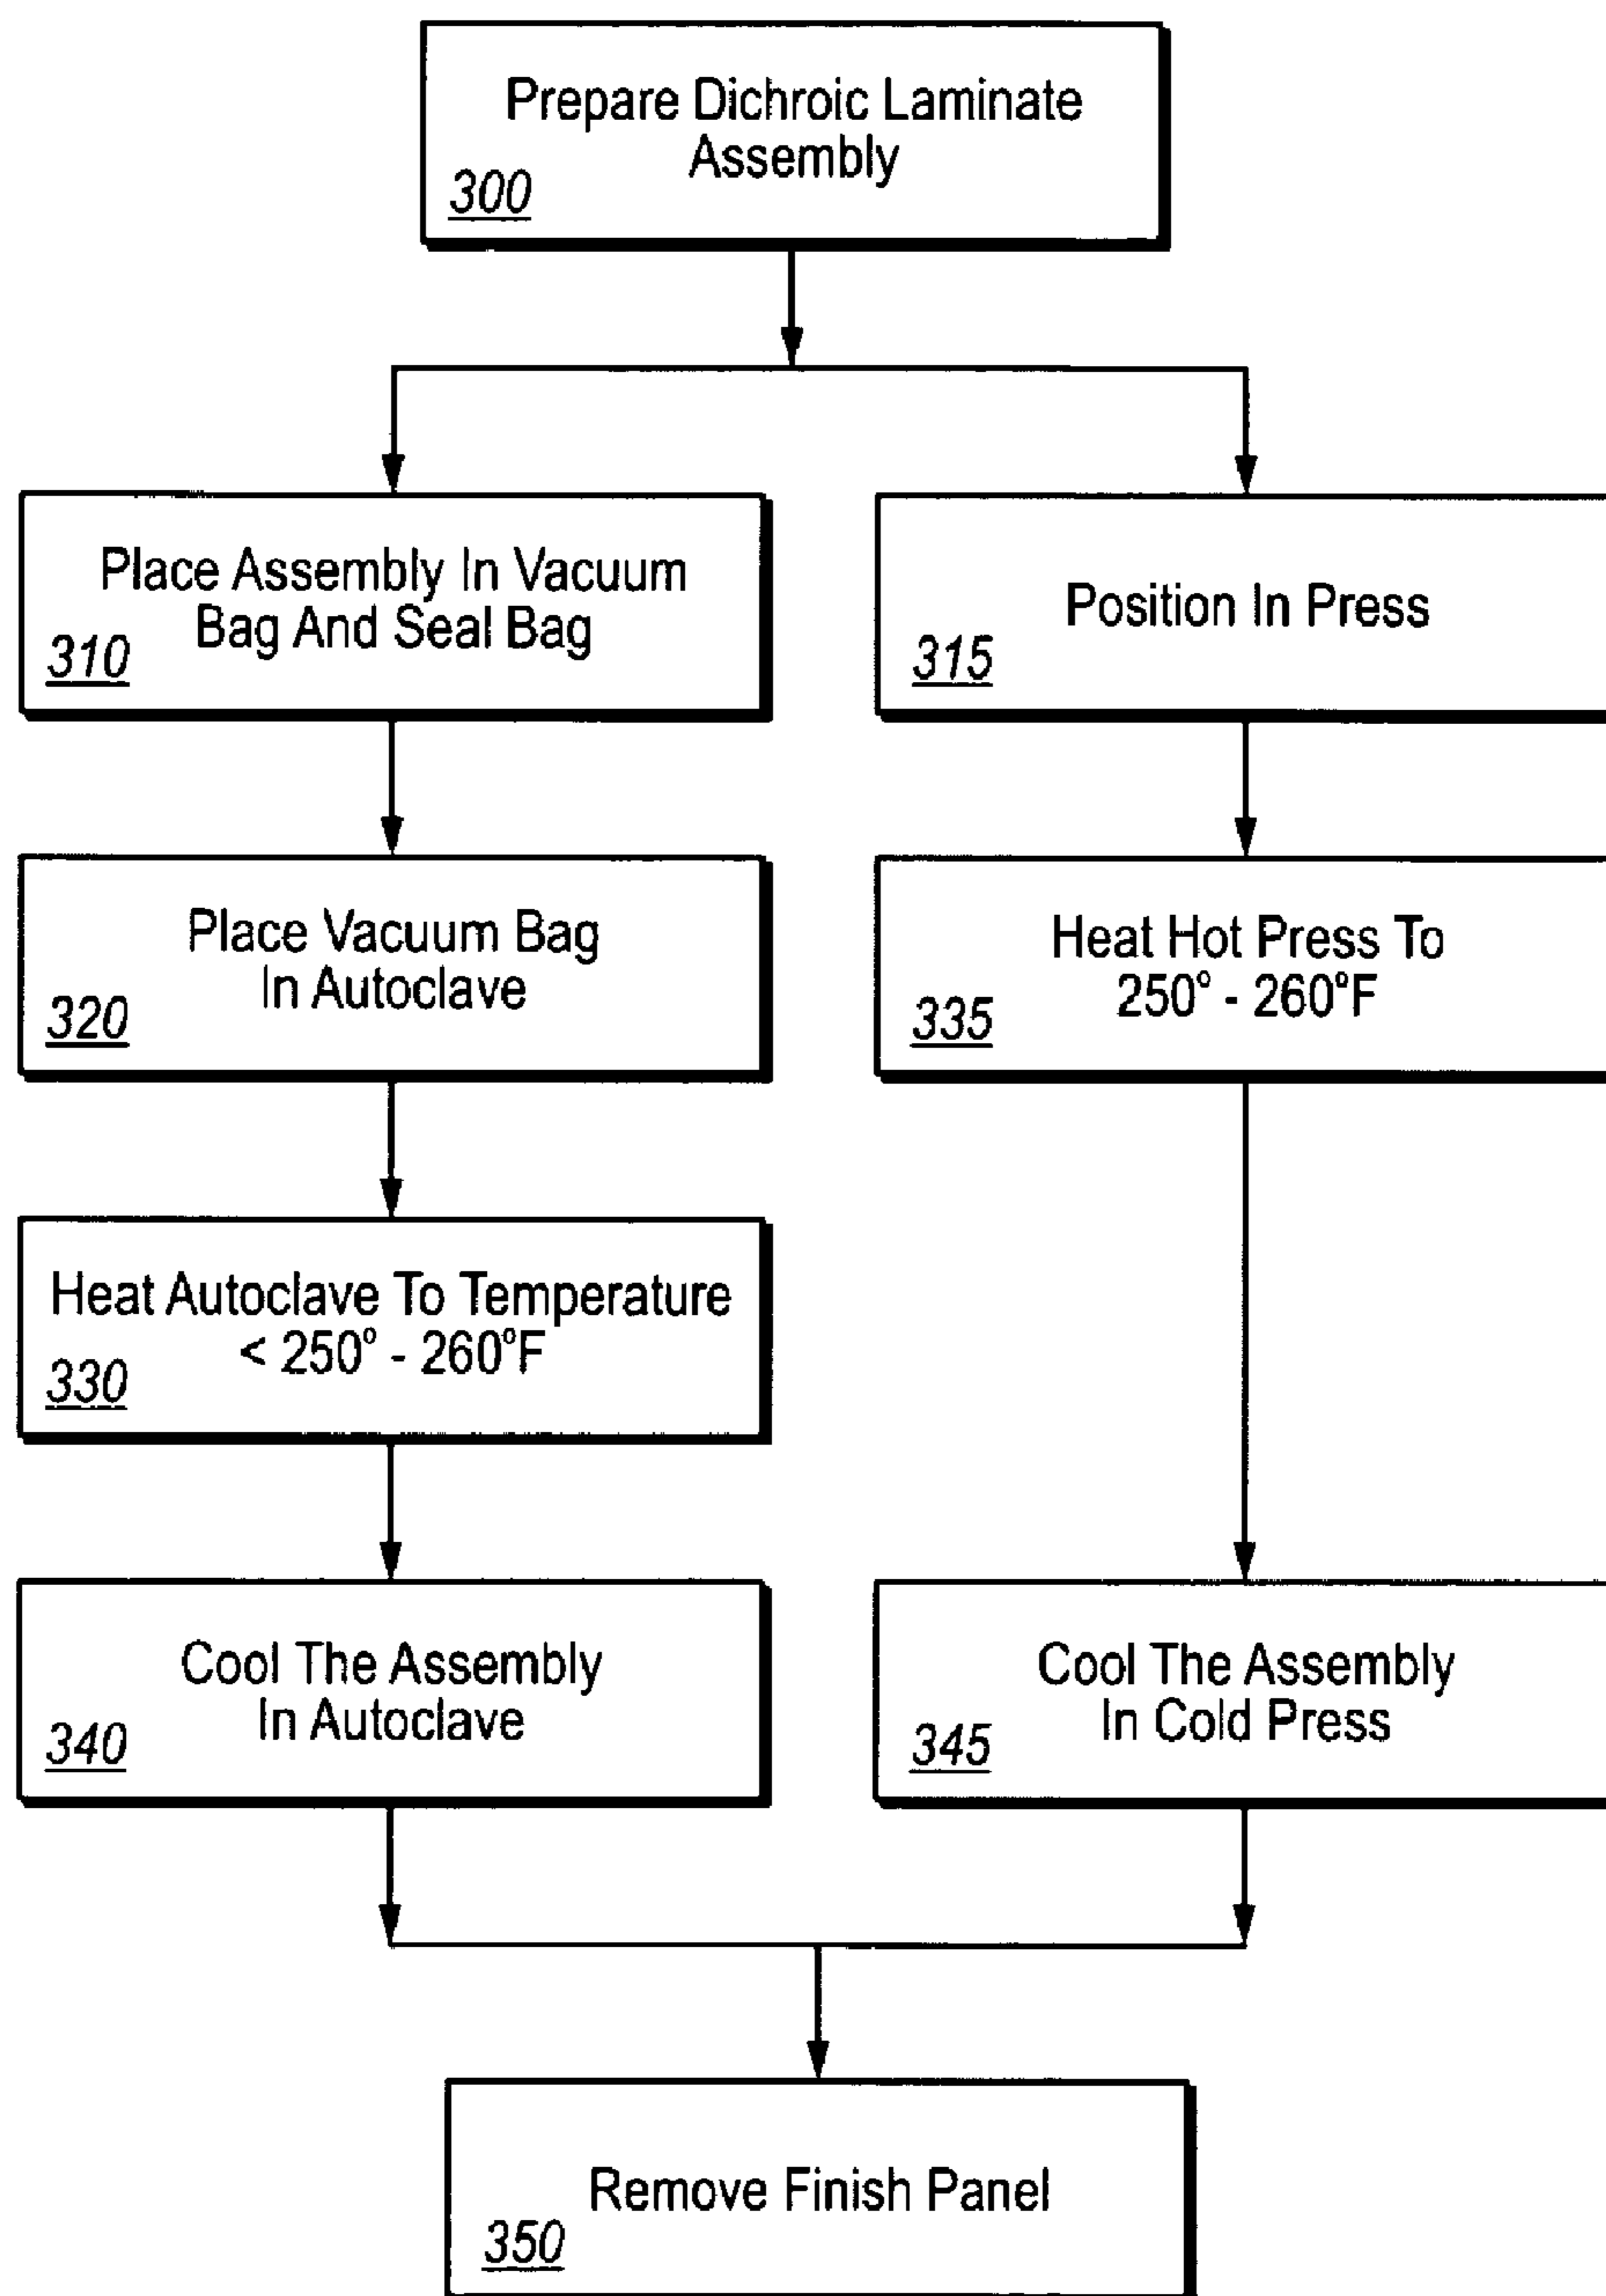 Prepare Dichroic Laminate
Assembly
300
Place Assembly In Vacuum
Bag And Seal Bag
310
Position In Press
315
Place Vacuum Bag
In Autoclave
320
Heat Hot Press To
250° - 260°F
335
Heat Autoclave To Temperature
< 250° - 260°F
330
Cool The Assembly
In Autoclave
340
Cool The Assembly
In Cold Press
345
Remove Finish Panel
350